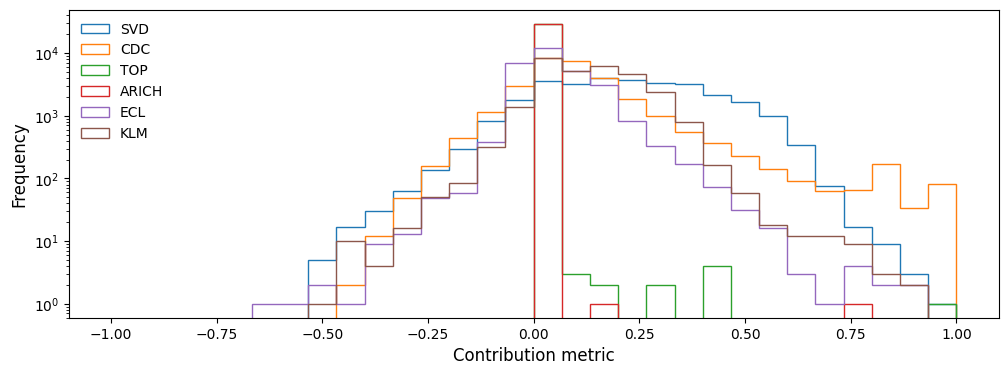 SVD
CDC
TOP
ARICH
ECL
KLM
Frequency
10⁴
10³
10²
10¹
10⁰
−1.00 −0.75 −0.50 −0.25 0.00 0.25 0.50 0.75 1.00
Contribution metric